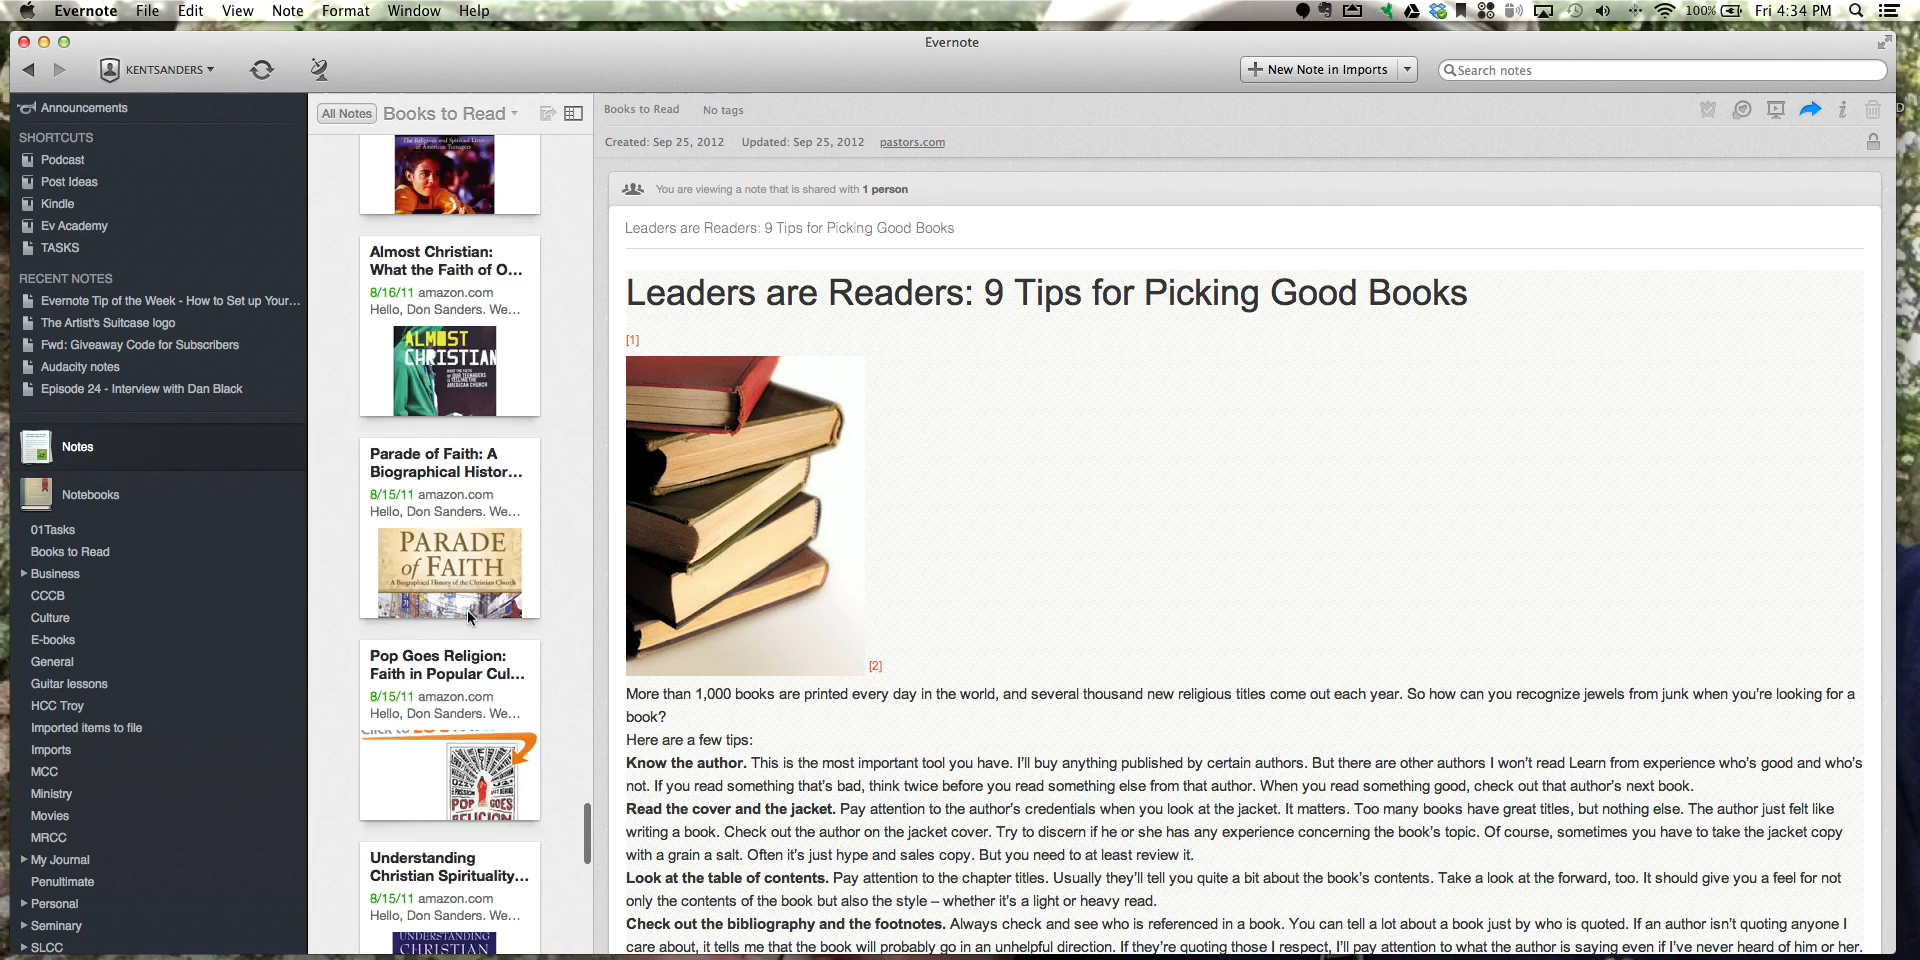 Evernote File Edit View Note Format Window Help
100% Fri 4:34 PM
Evernote
KENTSANDERS
New Note in Imports
Search notes
Announcements
SHORTCUTS
Podcast
Post Ideas
Kindle
Ev Academy
TASKS
RECENT NOTES
Evernote Tip of the Week - How to Set up Your...
The Artist's Suitcase logo
Fwd: Giveaway Code for Subscribers
Audacity notes
Episode 24 - Interview with Dan Black
Notes
Notebooks
01Tasks
Books to Read
Business
CCCB
Culture
E-books
General
Guitar lessons
HCC Troy
Imported items to file
Imports
MCC
Ministry
Movies
MRCC
My Journal
Penultimate
Personal
Seminary
SLCC
All Notes Books to Read
The Religious and Spiritual Lives
of American Teenagers
Almost Christian:
What the Faith of O...
8/16/11 amazon.com
Hello, Don Sanders. We...
ALMOST
CHRISTIAN
WHAT THE FAITH
OF OUR TEENAGERS
IS TELLING THE
AMERICAN CHURCH
Parade of Faith: A
Biographical Histor...
8/15/11 amazon.com
Hello, Don Sanders. We...
PARADE
of FAITH
A Biographical History of the Christian Church
Pop Goes Religion:
Faith in Popular Cul...
8/15/11 amazon.com
Hello, Don Sanders. We...
POP GOES
RELIGION
Understanding
Christian Spirituality...
8/15/11 amazon.com
Hello, Don Sanders. We...
UNDERSTANDING
CHRISTIAN
Books to Read No tags
Created: Sep 25, 2012 Updated: Sep 25, 2012 pastors.com
You are viewing a note that is shared with 1 person
Leaders are Readers: 9 Tips for Picking Good Books
Leaders are Readers: 9 Tips for Picking Good Books
[1]
[2]
More than 1,000 books are printed every day in the world, and several thousand new religious titles come out each year. So how can you recognize jewels from junk when you're looking for a
book?
Here are a few tips:
Know the author. This is the most important tool you have. I'll buy anything published by certain authors. But there are other authors I won't read Learn from experience who's good and who's
not. If you read something that's bad, think twice before you read something else from that author. When you read something good, check out that author's next book.
Read the cover and the jacket. Pay attention to the author's credentials when you look at the jacket. It matters. Too many books have great titles, but nothing else. The author just felt like
writing a book. Check out the author on the jacket cover. Try to discern if he or she has any experience concerning the book's topic. Of course, sometimes you have to take the jacket copy
with a grain a salt. Often it's just hype and sales copy. But you need to at least review it.
Look at the table of contents. Pay attention to the chapter titles. Usually they'll tell you quite a bit about the book's contents. Take a look at the forward, too. It should give you a feel for not
only the contents of the book but also the style – whether it's a light or heavy read.
Check out the bibliography and the footnotes. Always check and see who is referenced in a book. You can tell a lot about a book just by who is quoted. If an author isn't quoting anyone I
care about, it tells me that the book will probably go in an unhelpful direction. If they're quoting those I respect, I'll pay attention to what the author is saying even if I've never heard of him or her.